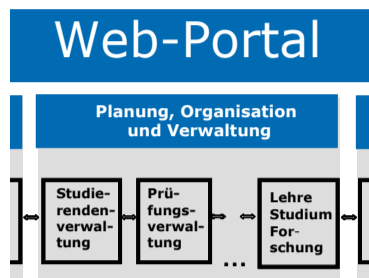 Web-Portal
Planung, Organisation
und Verwaltung
Studie-
renden-
verwal-
tung
Prü-
fungs-
verwal-
tung
...
Lehre
Studium
For-
schung